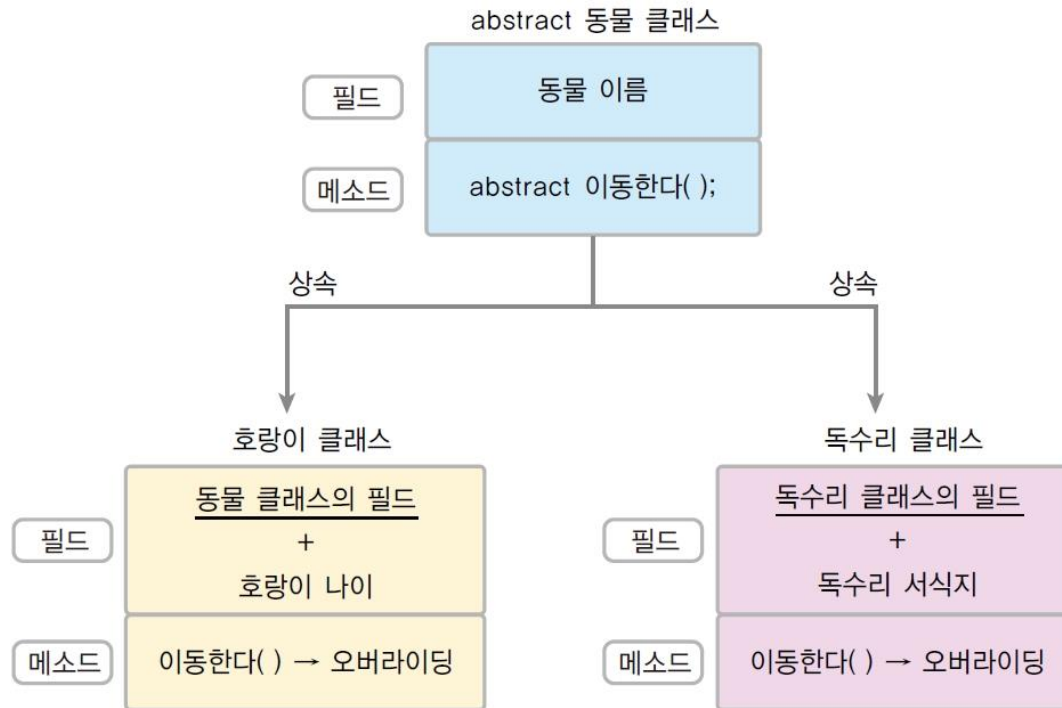 abstract 동물 클래스
필드
동물 이름
메소드
abstract 이동한다( );
상속
상속
호랑이 클래스
필드
동물 클래스의 필드
+
호랑이 나이
메소드
이동한다( ) → 오버라이딩
독수리 클래스
필드
독수리 클래스의 필드
+
독수리 서식지
메소드
이동한다( ) → 오버라이딩